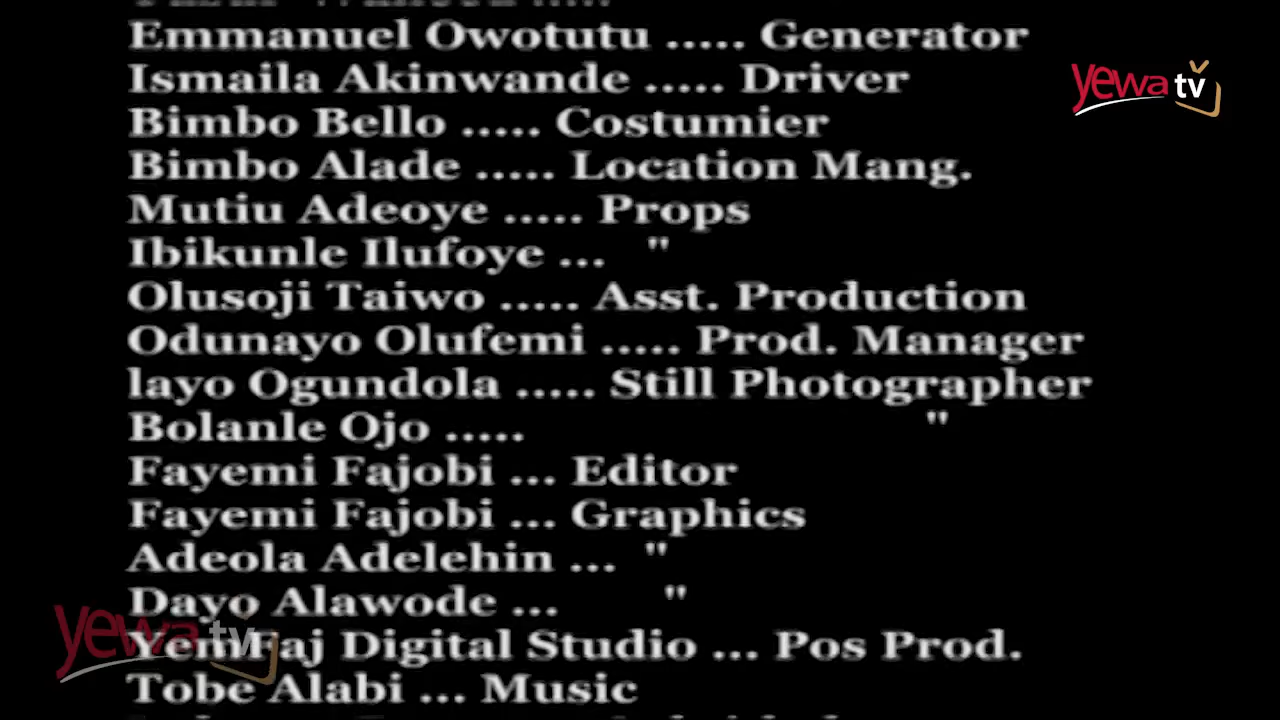 Emmanuel Owotutu ..... Generator
Ismaila Akinwande ..... Driver
yewa tv
Bimbo Bello ..... Costumier
Bimbo Alade ..... Location Mang.
Mutiu Adeoye ..... Props
Ibikunle Ilufoye ... "
Olusoji Taiwo ..... Asst. Production
Odunayo Olufemi ..... Prod. Manager
layo Ogundola ..... Still Photographer
Bolanle Ojo ..... "
Fayemi Fajobi ... Editor
Fayemi Fajobi ... Graphics
Adeola Adelehin ... "
Dayo Alawode ... "
yewa tv
YemFaj Digital Studio ... Pos Prod.
Tobe Alabi ... Music